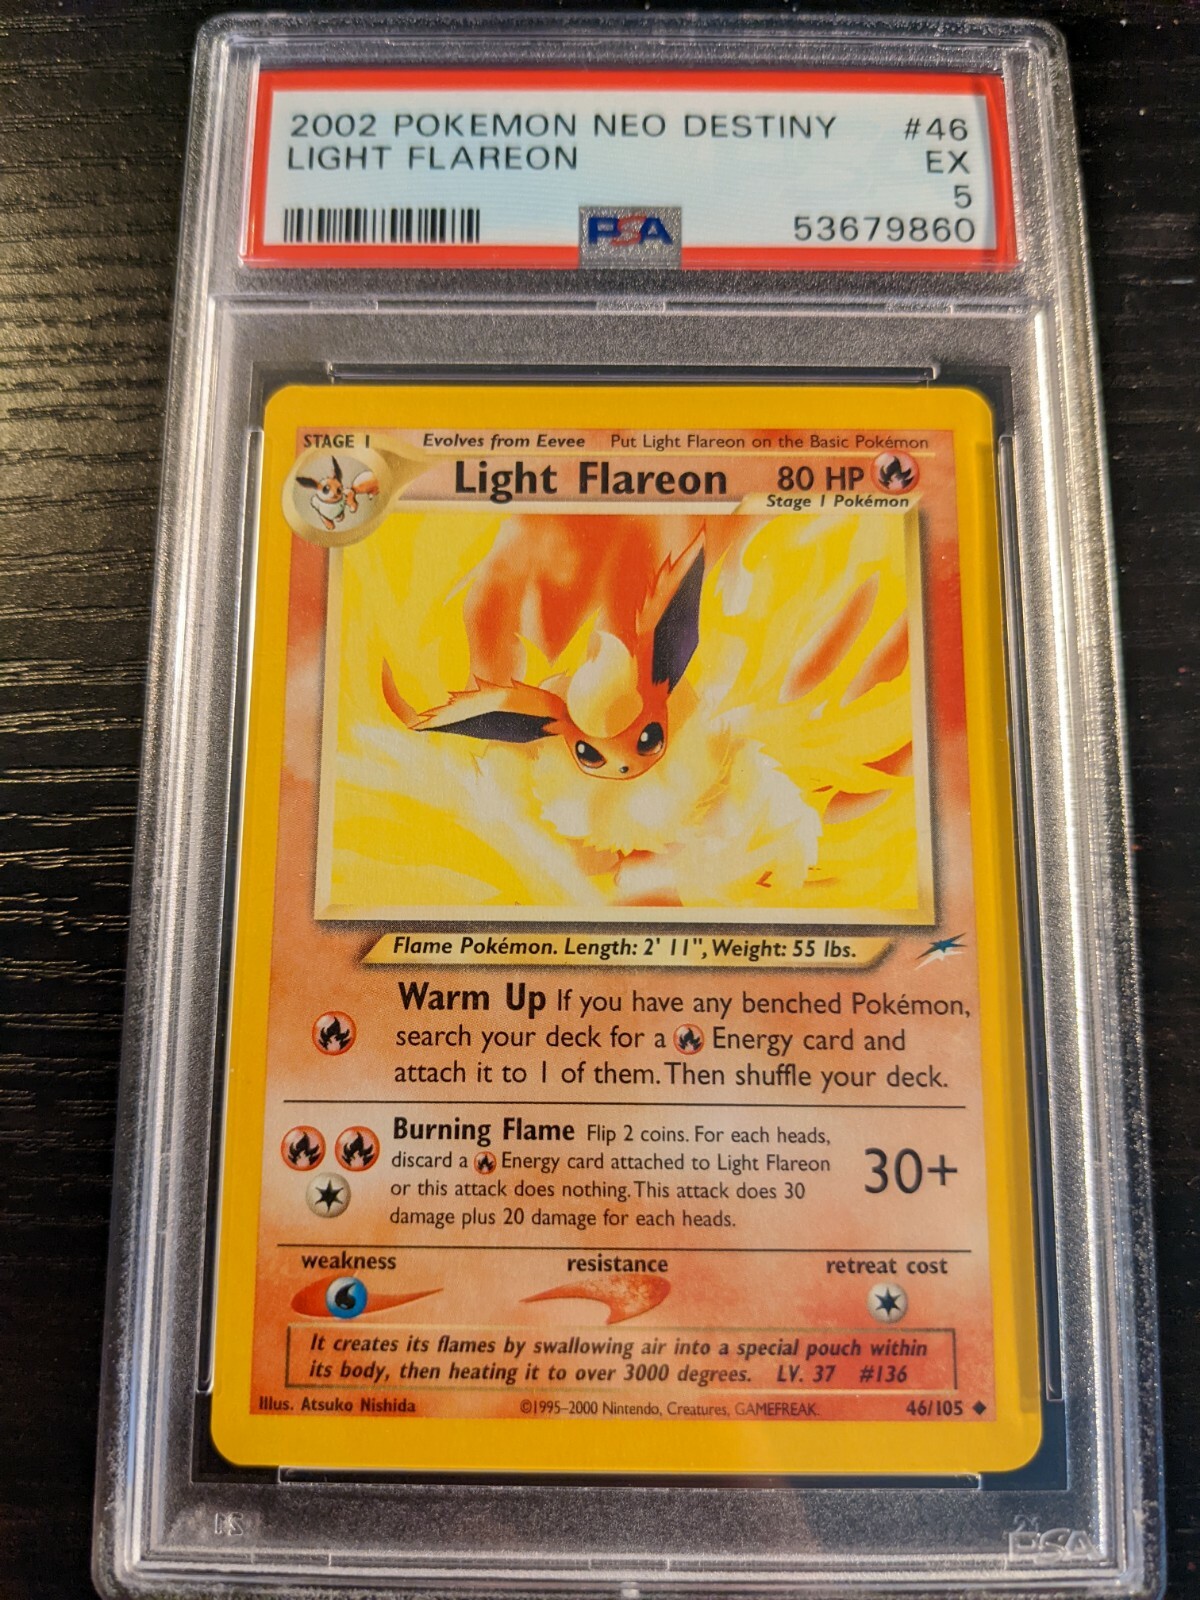 2002 POKEMON NEO DESTINY #46
LIGHT FLAREON EX
5
PSA 53679860
STAGE 1 Evolves from Eevee Put Light Flareon on the Basic Pokémon
Light Flareon 80 HP
Stage 1 Pokémon
Flame Pokémon. Length: 2' 11", Weight: 55 lbs.
Warm Up If you have any benched Pokémon,
search your deck for a Energy card and
attach it to 1 of them. Then shuffle your deck.
Burning Flame Flip 2 coins. For each heads,
discard a Energy card attached to Light Flareon
or this attack does nothing. This attack does 30
damage plus 20 damage for each heads.
30+
weakness resistance retreat cost
It creates its flames by swallowing air into a special pouch within
its body, then heating it to over 3000 degrees. LV. 37 #136
Illus. Atsuko Nishida ©1995–2000 Nintendo, Creatures, GAMEFREAK. 46/105
PSA